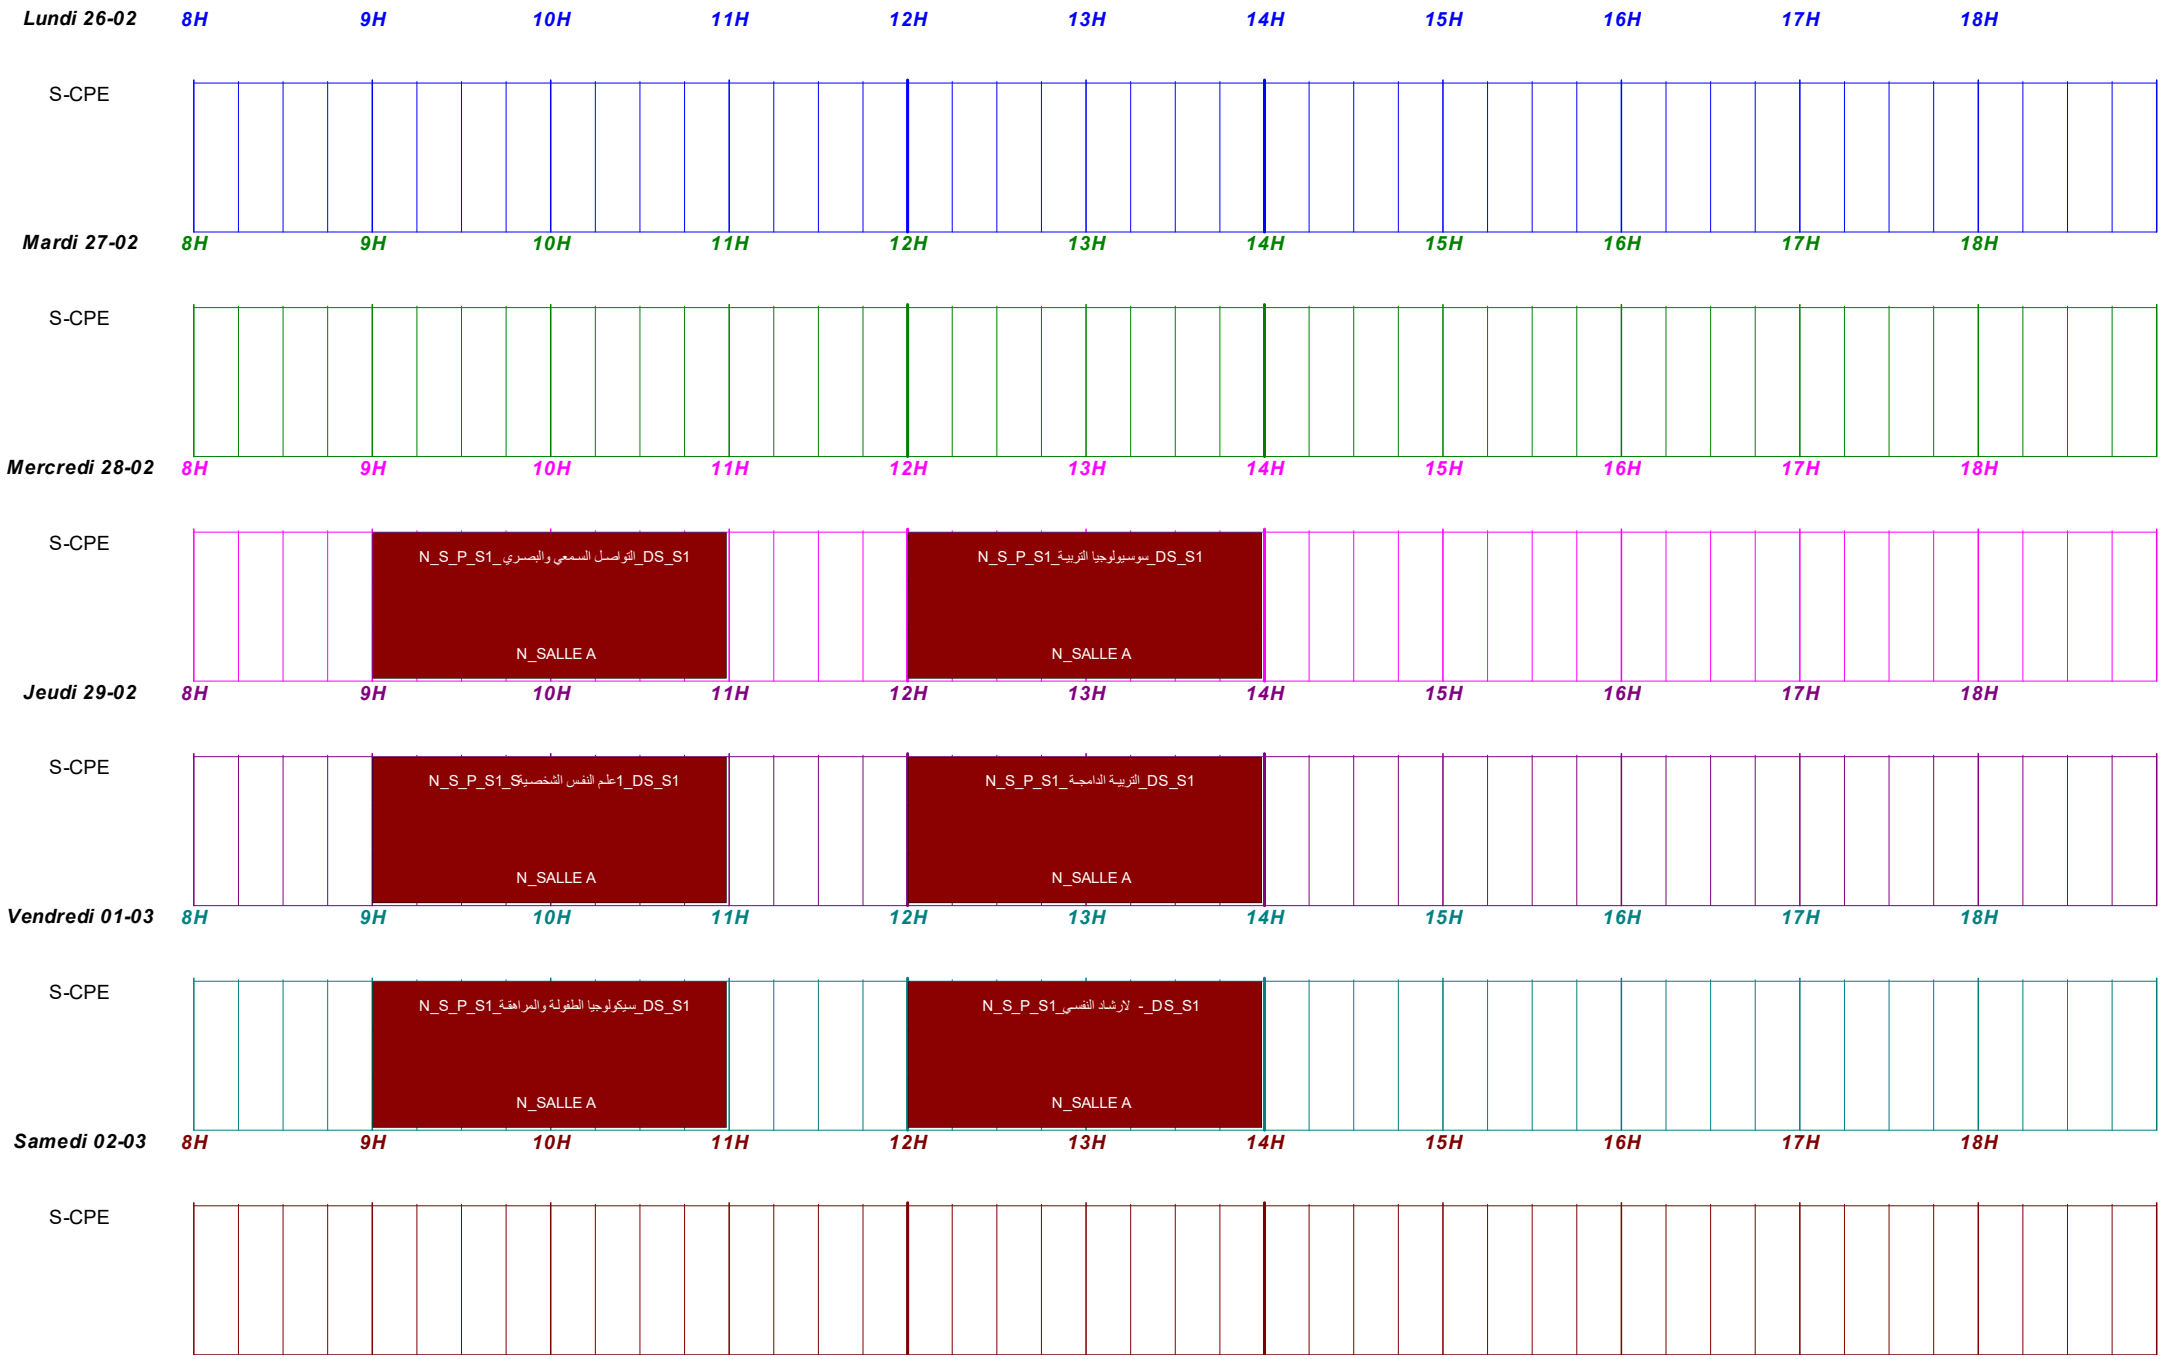 Lundi 26-02 8H 9H 10H 11H 12H 13H 14H 15H 16H 17H 18H
S-CPE
Mardi 27-02 8H 9H 10H 11H 12H 13H 14H 15H 16H 17H 18H
S-CPE
Mercredi 28-02 8H 9H 10H 11H 12H 13H 14H 15H 16H 17H 18H
S-CPE
N_S_P_S1_التواصل السمعي والبصري_DS_S1
N_SALLE A
N_S_P_S1_سوسيولوجيا التربية_DS_S1
N_SALLE A
Jeudi 29-02 8H 9H 10H 11H 12H 13H 14H 15H 16H 17H 18H
S-CPE
N_S_P_S1_S1علم النفس الشخصية_DS_S1
N_SALLE A
N_S_P_S1_التربية الدامجة_DS_S1
N_SALLE A
Vendredi 01-03 8H 9H 10H 11H 12H 13H 14H 15H 16H 17H 18H
S-CPE
N_S_P_S1_سيكولوجيا الطفولة والمراهقة_DS_S1
N_SALLE A
N_S_P_S1_لارشاد النفسي -_DS_S1
N_SALLE A
Samedi 02-03 8H 9H 10H 11H 12H 13H 14H 15H 16H 17H 18H
S-CPE